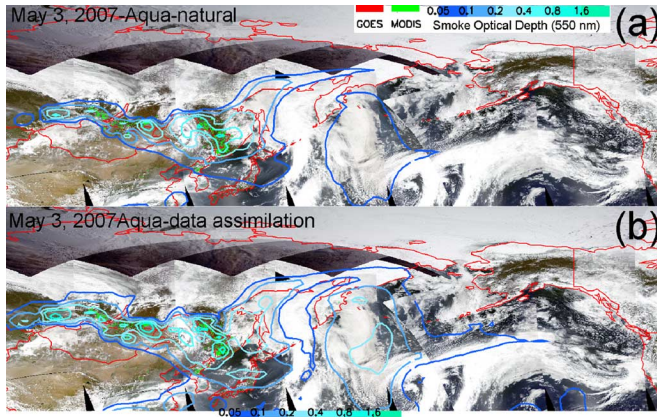 May 3, 2007-Aqua-natural
0.05 0.1 0.2 0.4 0.8 1.6
GOES MODIS Smoke Optical Depth (550 nm)
(a)
May 3, 2007Aqua-data assimilation
(b)
0.05 0.1 0.2 0.4 0.8 1.6